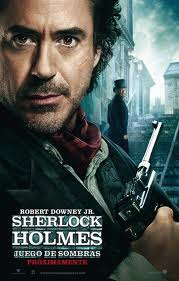 ROBERT DOWNEY JR.
SHERLOCK
HOLMES
JUEGO DE SOMBRAS
PRÓXIMAMENTE